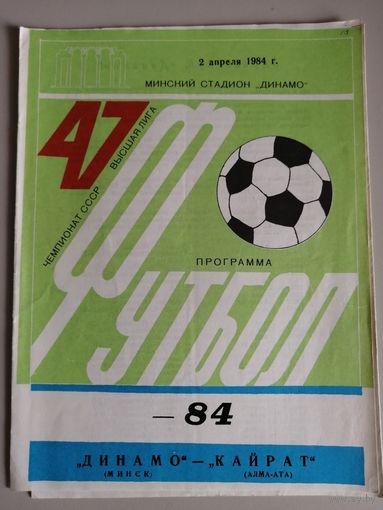 2 апреля 1984 г.
МИНСКИЙ СТАДИОН „ДИНАМО"
47
ЧЕМПИОНАТ СССР
ВЫСШАЯ ЛИГА
ПРОГРАММА
ФУТБОЛ
— 84
„ДИНАМО" — „КАЙРАТ"
(МИНСК) (АЛМА-АТА)